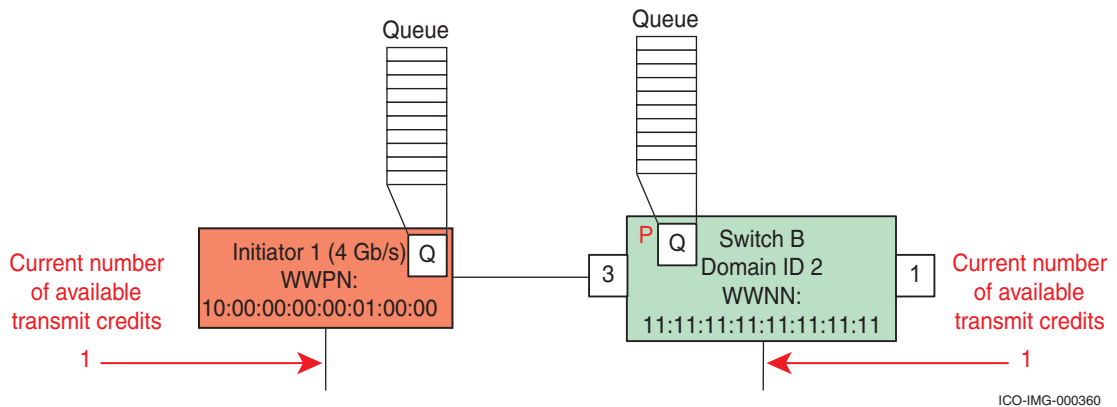 Queue
Queue
Initiator 1 (4 Gb/s)
WWPN:
10:00:00:00:00:01:00:00
Q
3
P
Q
Switch B
Domain ID 2
WWNN:
11:11:11:11:11:11:11:11
1
Current number
of available
transmit credits
1
Current number
of available
transmit credits
1
ICO-IMG-000360